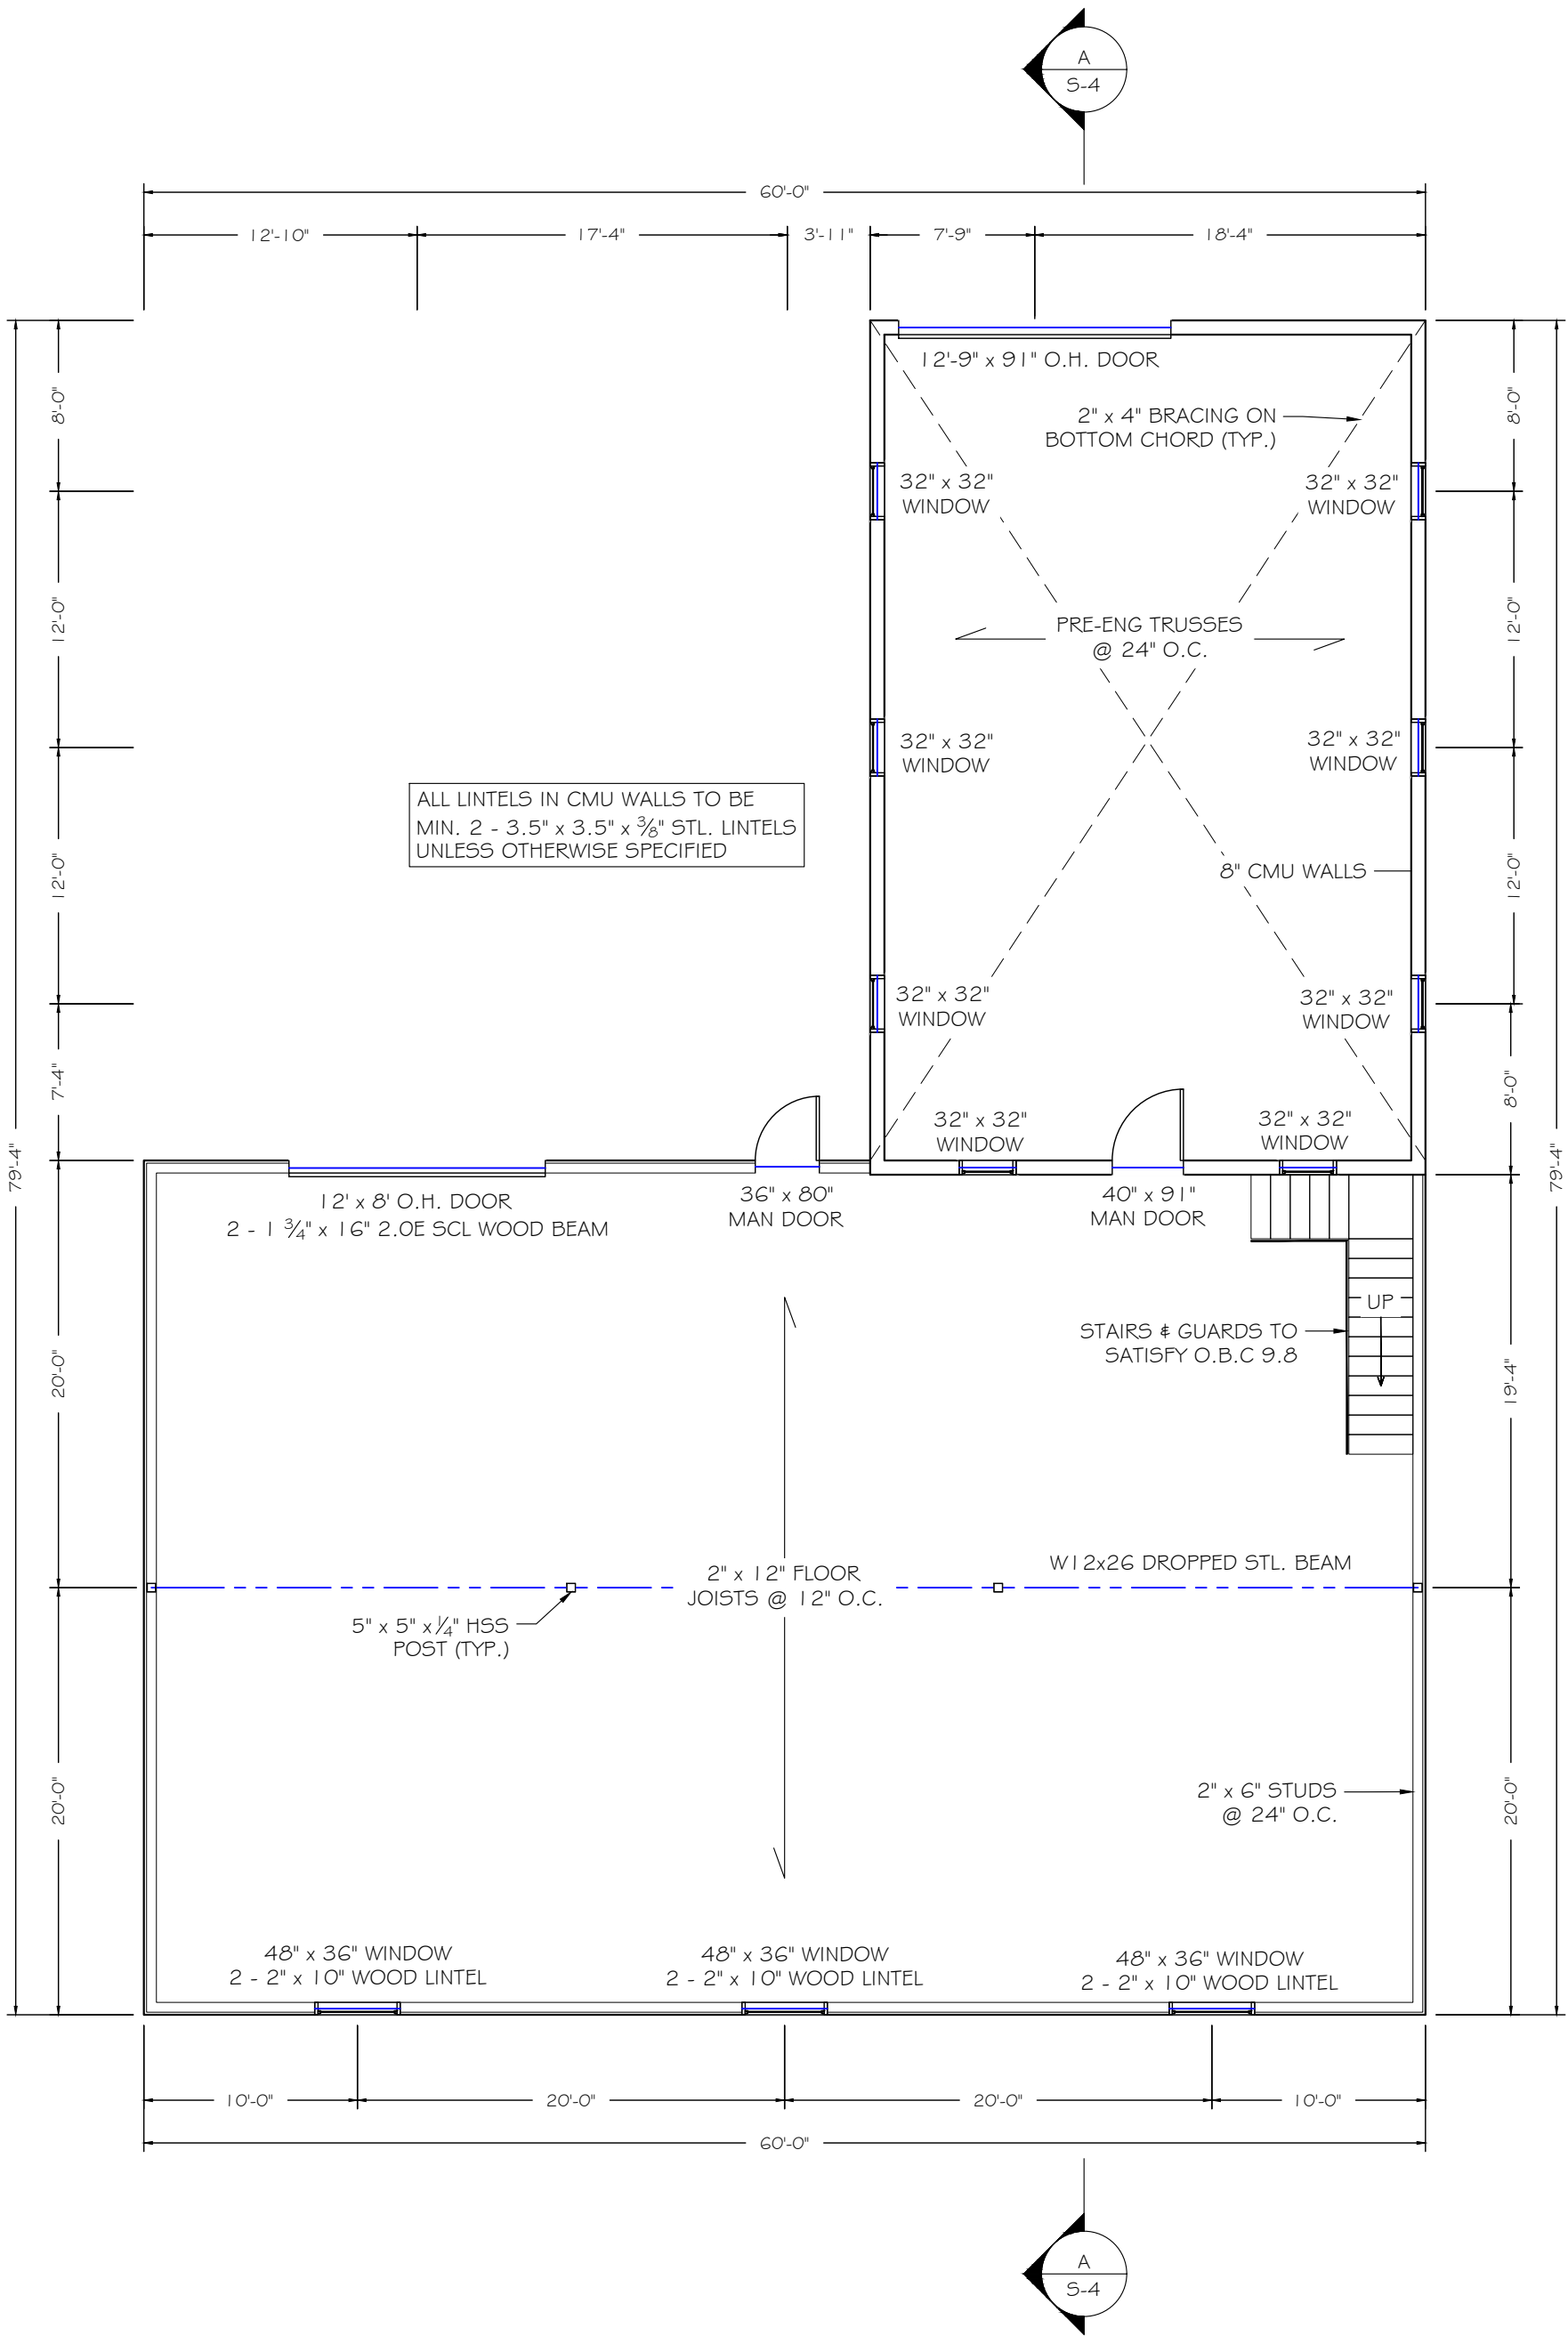 A
S-4
60'-0"
12'-10"
17'-4"
3'-11"
7'-9"
18'-4"
12'-9" x 91" O.H. DOOR
8'-0"
8'-0"
2" x 4" BRACING ON
BOTTOM CHORD (TYP.)
32" x 32"
WINDOW
32" x 32"
WINDOW
12'-0"
12'-0"
PRE-ENG TRUSSES
@ 24" O.C.
32" x 32"
WINDOW
32" x 32"
WINDOW
ALL LINTELS IN CMU WALLS TO BE
MIN. 2 - 3.5" x 3.5" x 3/8" STL. LINTELS
UNLESS OTHERWISE SPECIFIED
12'-0"
12'-0"
8" CMU WALLS
32" x 32"
WINDOW
32" x 32"
WINDOW
7'-4"
8'-0"
79'-4"
79'-4"
32" x 32"
WINDOW
32" x 32"
WINDOW
12' x 8' O.H. DOOR
2 - 1 3/4" x 16" 2.0E SCL WOOD BEAM
36" x 80"
MAN DOOR
40" x 91"
MAN DOOR
UP
STAIRS & GUARDS TO
SATISFY O.B.C 9.8
20'-0"
19'-4"
W12x26 DROPPED STL. BEAM
2" x 12" FLOOR
JOISTS @ 12" O.C.
5" x 5" x 1/4" HSS
POST (TYP.)
20'-0"
20'-0"
2" x 6" STUDS
@ 24" O.C.
48" x 36" WINDOW
2 - 2" x 10" WOOD LINTEL
48" x 36" WINDOW
2 - 2" x 10" WOOD LINTEL
48" x 36" WINDOW
2 - 2" x 10" WOOD LINTEL
10'-0"
20'-0"
20'-0"
10'-0"
60'-0"
A
S-4